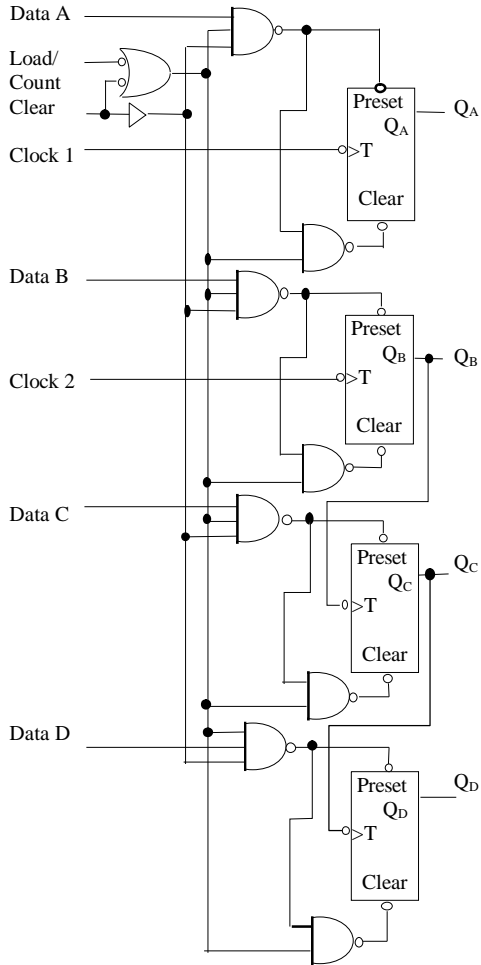 Data A
Load/
Count
Clear
Clock 1
Preset
QA
QA
T
Clear
Data B
Preset
QB
QB
Clock 2
T
Clear
Data C
Preset
QC
QC
T
Clear
Data D
Preset
QD
QD
T
Clear